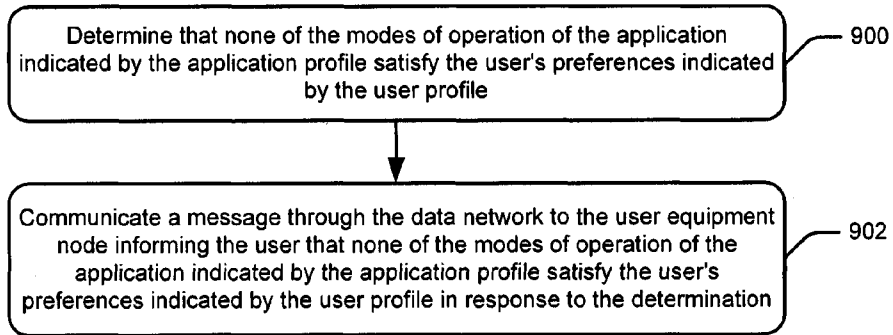 Determine that none of the modes of operation of the application
indicated by the application profile satisfy the user's preferences indicated
by the user profile
900
Communicate a message through the data network to the user equipment
node informing the user that none of the modes of operation of the
application indicated by the application profile satisfy the user's
preferences indicated by the user profile in response to the determination
902